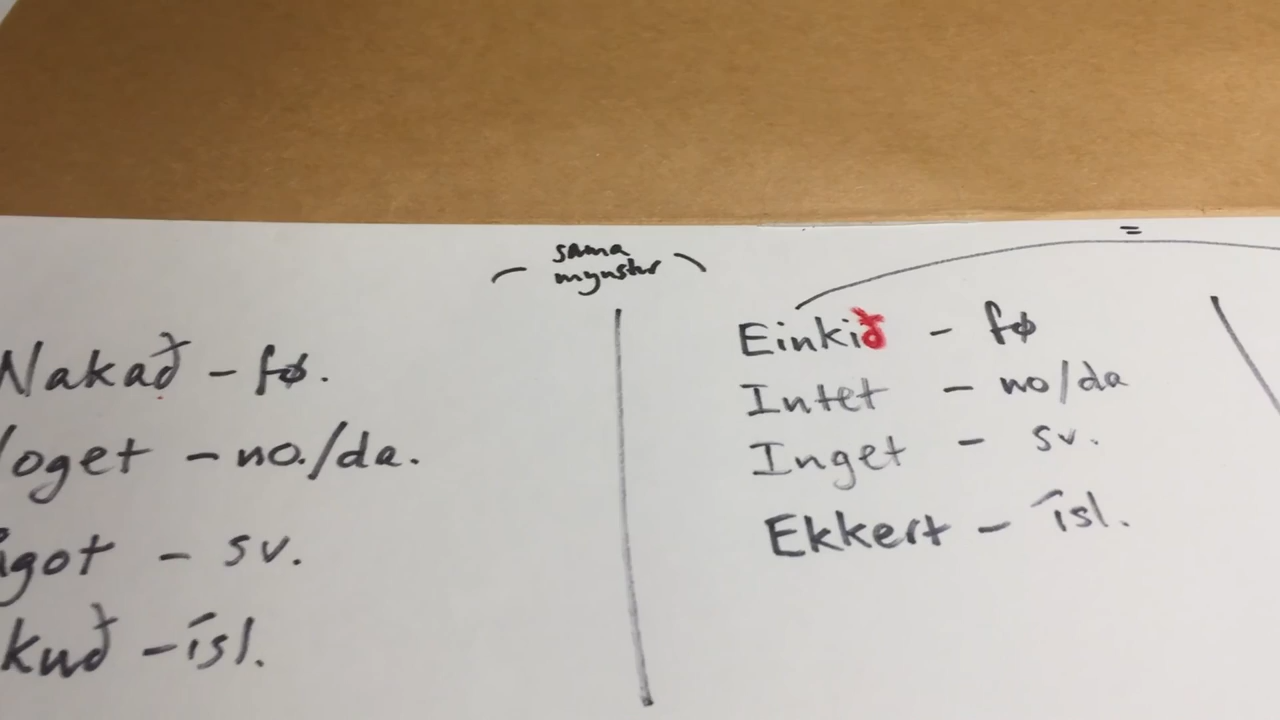 sama
mynstur
=
Nakað - fø.
oget - no./da.
got - sv.
kuð - ísl.
Einkið - fø
Intet - no/da
Inget - sv.
Ekkert - ísl.